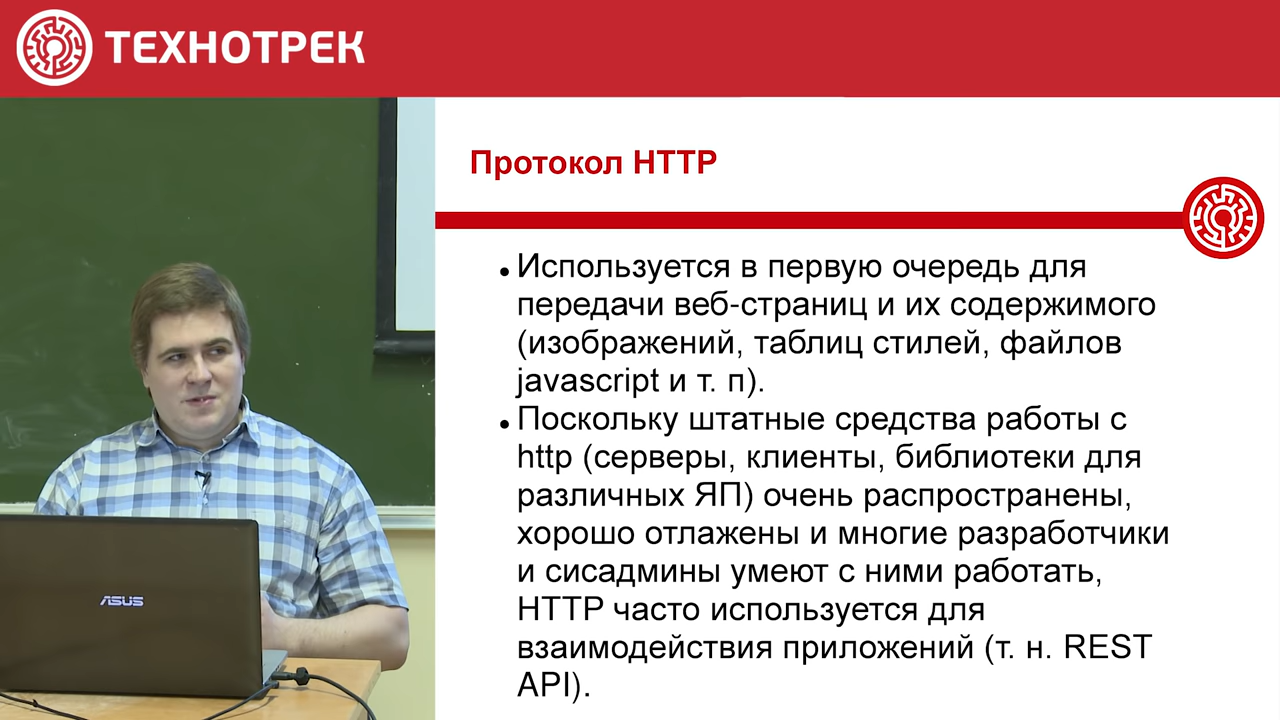 ТЕХНОТРЕК
Протокол HTTP
Используется в первую очередь для
передачи веб-страниц и их содержимого
(изображений, таблиц стилей, файлов
javascript и т. п).
Поскольку штатные средства работы с
http (серверы, клиенты, библиотеки для
различных ЯП) очень распространены,
хорошо отлажены и многие разработчики
и сисадмины умеют с ними работать,
HTTP часто используется для
взаимодействия приложений (т. н. REST
API).
ASUS